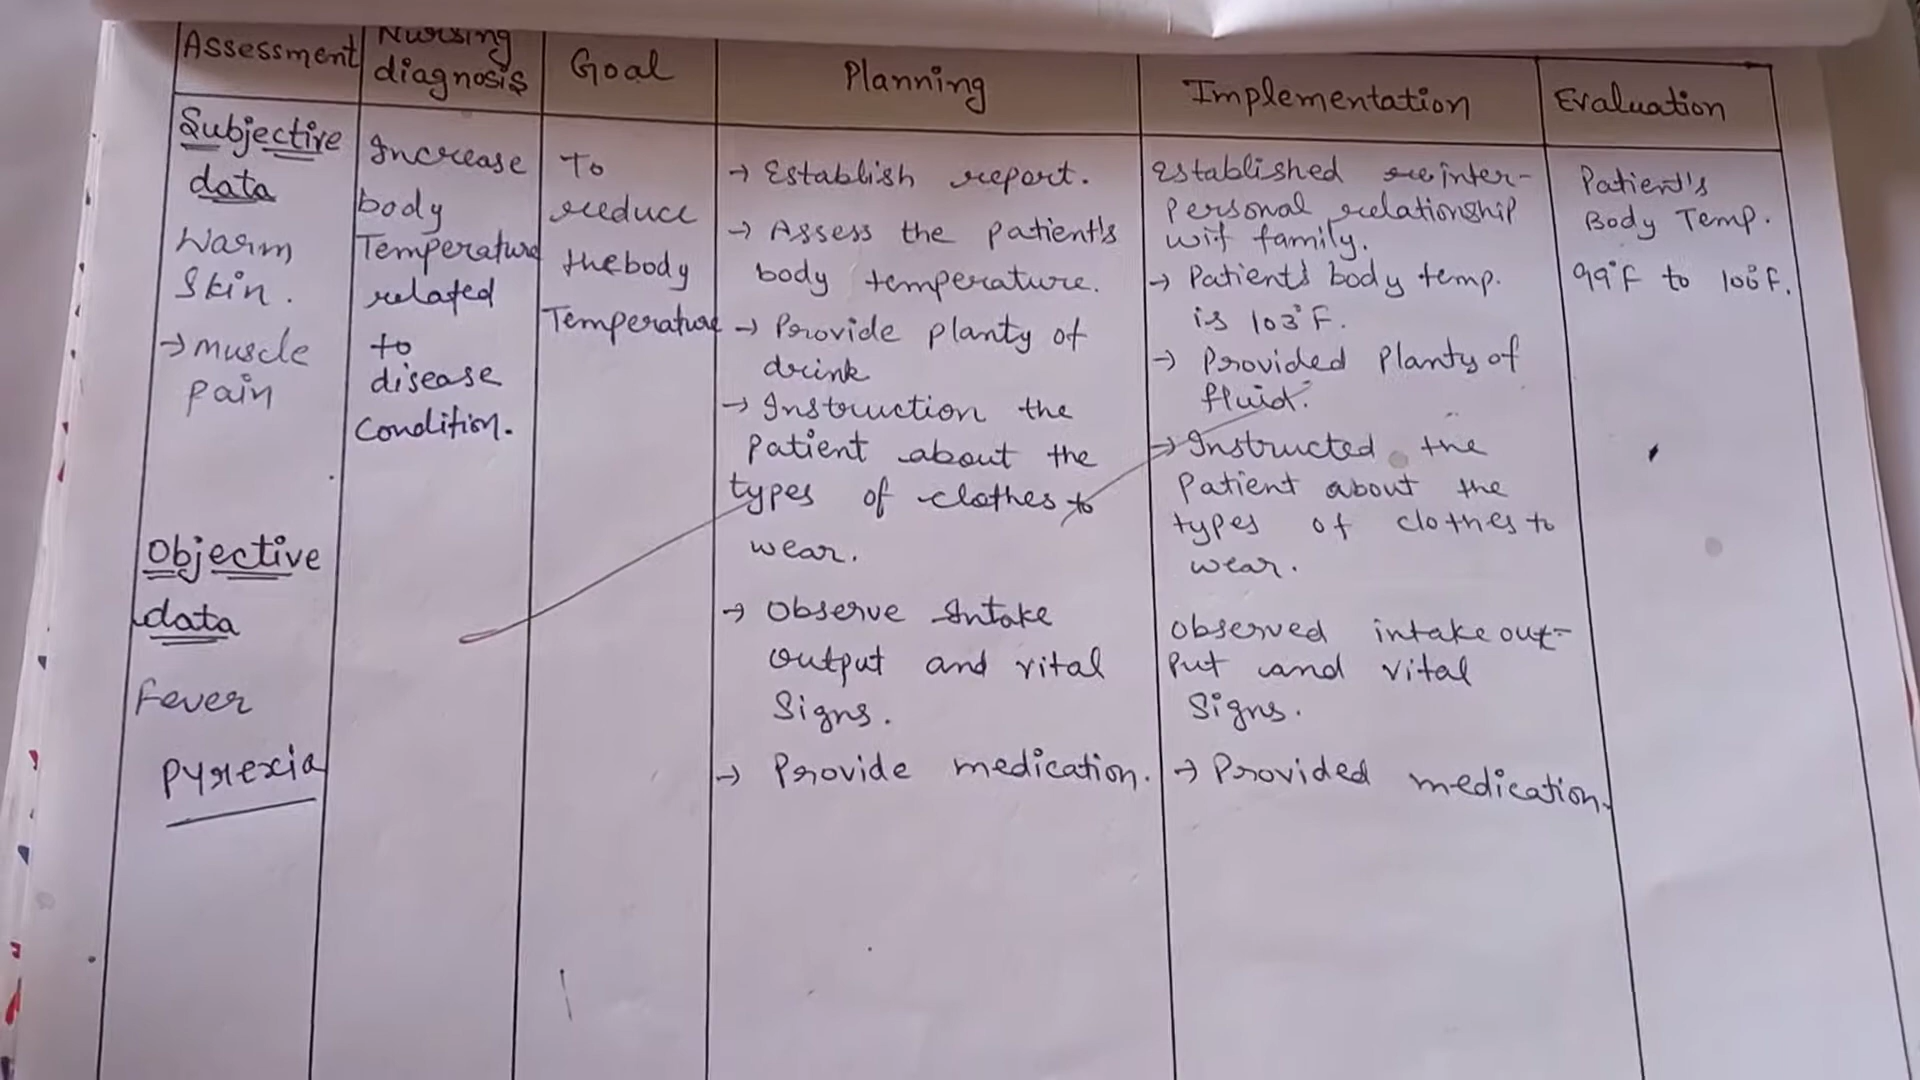 Assessment
Nursing
diagnosis
Goal
Planning
Implementation
Evaluation
Subjective
data
Warm
Skin.
→ muscle
Pain
Objective
data
Fever
Pyrexia
Increase
body
Temperature
related
to
disease
Condition.
To
reduce
the body
Temperature
→ Establish report.
→ Assess the patient's
body temperature.
→ Provide planty of
drink
→ Instruction the
Patient about the
types of clothes to
wear.
→ Observe Intake
Output and vital
Signs.
→ Provide medication.
established inter-
personal relationship
wit family.
→ Patient's body temp.
is 103°F.
→ Provided Planty of
fluid.
→ Instructed the
Patient about the
types of clothes to
wear.
Observed intake out-
Put and vital
Signs.
→ Provided medication.
Patient's
Body Temp.
99°F to 100°F.